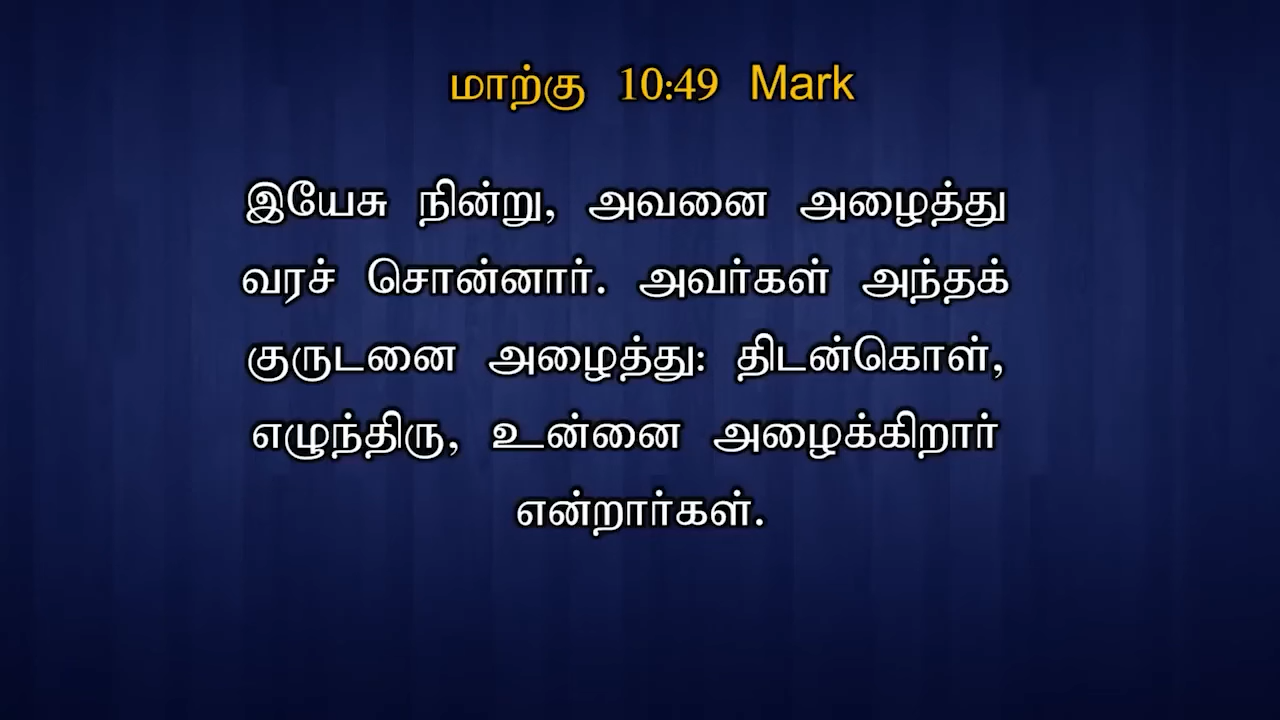 மாற்கு 10:49 Mark
இயேசு நின்று, அவனை அழைத்து
வரச் சொன்னார். அவர்கள் அந்தக்
குருடனை அழைத்து: திடன்கொள்,
எழுந்திரு, உன்னை அழைக்கிறார்
என்றார்கள்.